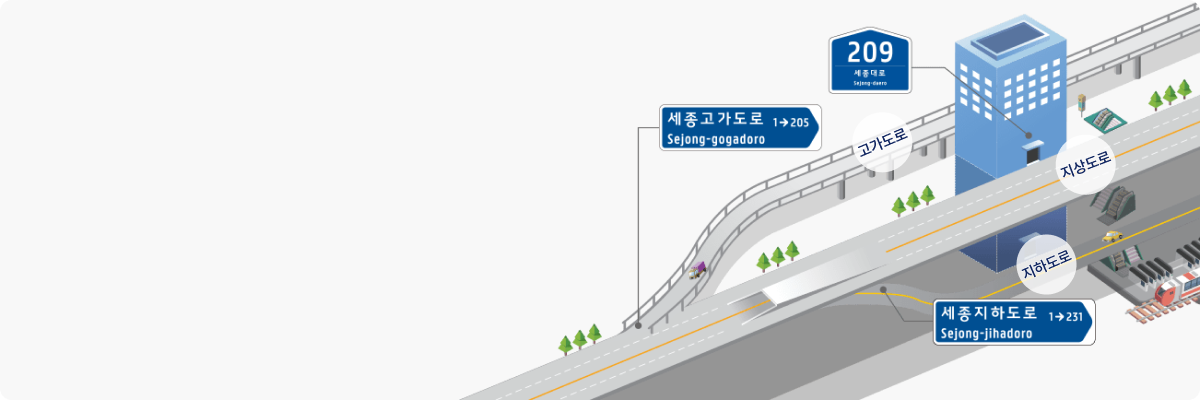 209
세종대로
Sejong-daero
세종고가도로 1→205
Sejong-gogadoro
고가도로
지상도로
지하도로
세종지하도로 1→231
Sejong-jihadoro